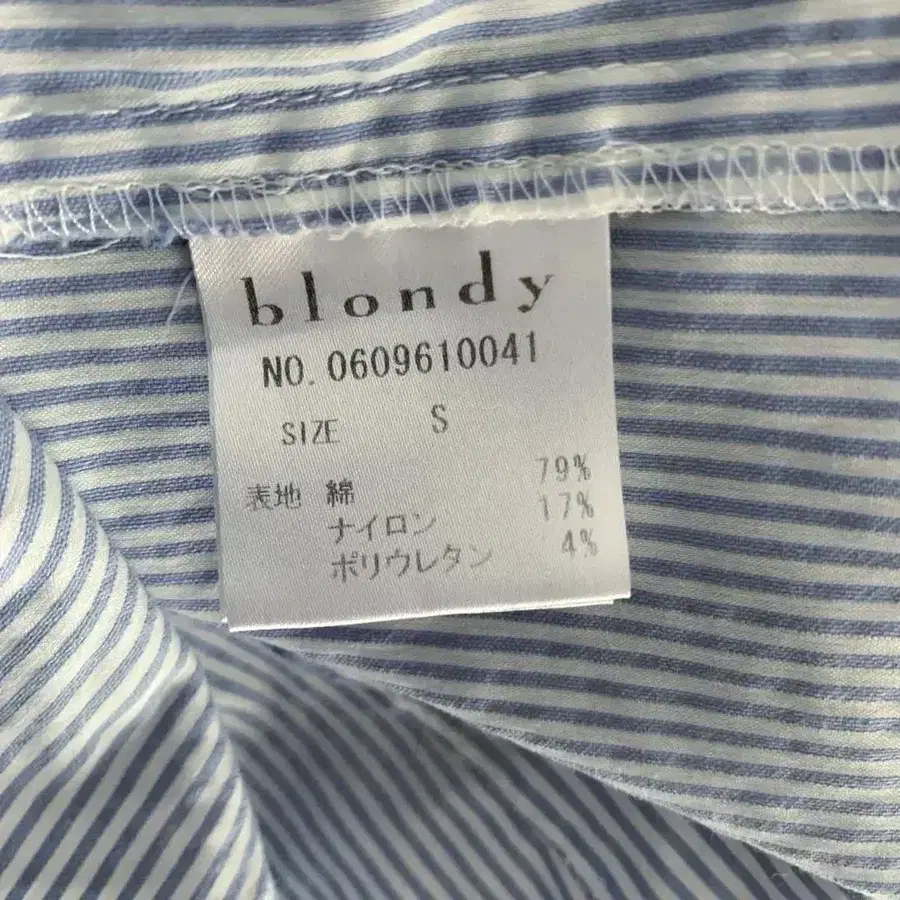 blondy
NO. 0609610041
SIZE S
表地 綿 79%
ナイロン 17%
ポリウレタン 4%